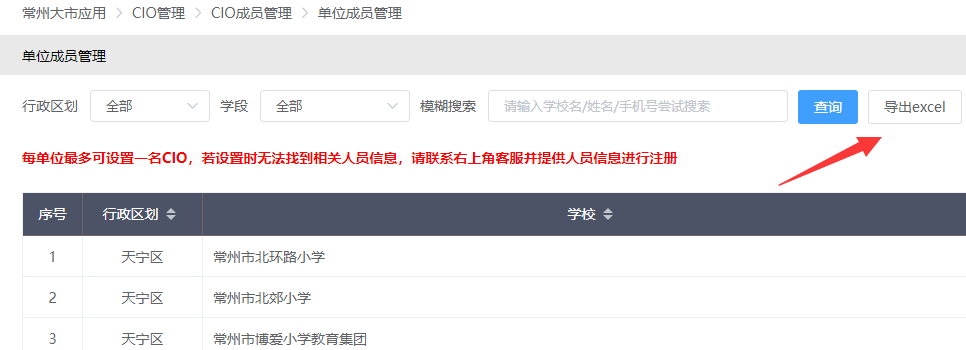 常州大市应用 > CIO管理 > CIO成员管理 > 单位成员管理 >
单位成员管理
行政区划 全部 学段 全部 模糊搜索 请输入学校名/姓名/手机号尝试搜索 查询 导出excel
每单位最多可设置一名CIO，若设置时无法找到相关人员信息，请联系右上角客服并提供人员信息进行注册
序号 行政区划 学校
1 天宁区 常州市北环路小学
2 天宁区 常州市北郊小学
3 天宁区 常州市博爱小学教育集团